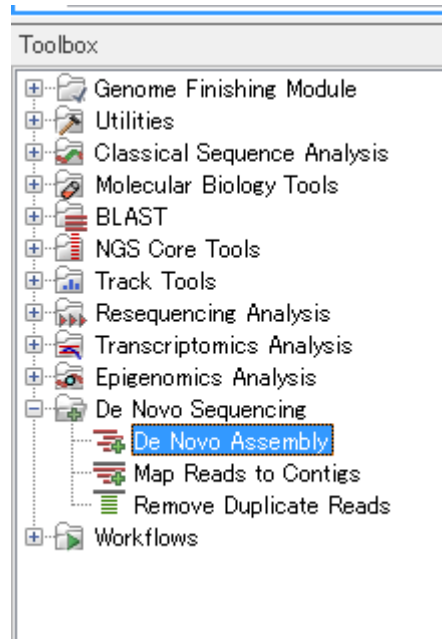 Toolbox
Genome Finishing Module
Utilities
Classical Sequence Analysis
Molecular Biology Tools
BLAST
NGS Core Tools
Track Tools
Resequencing Analysis
Transcriptomics Analysis
Epigenomics Analysis
De Novo Sequencing
De Novo Assembly
Map Reads to Contigs
Remove Duplicate Reads
Workflows